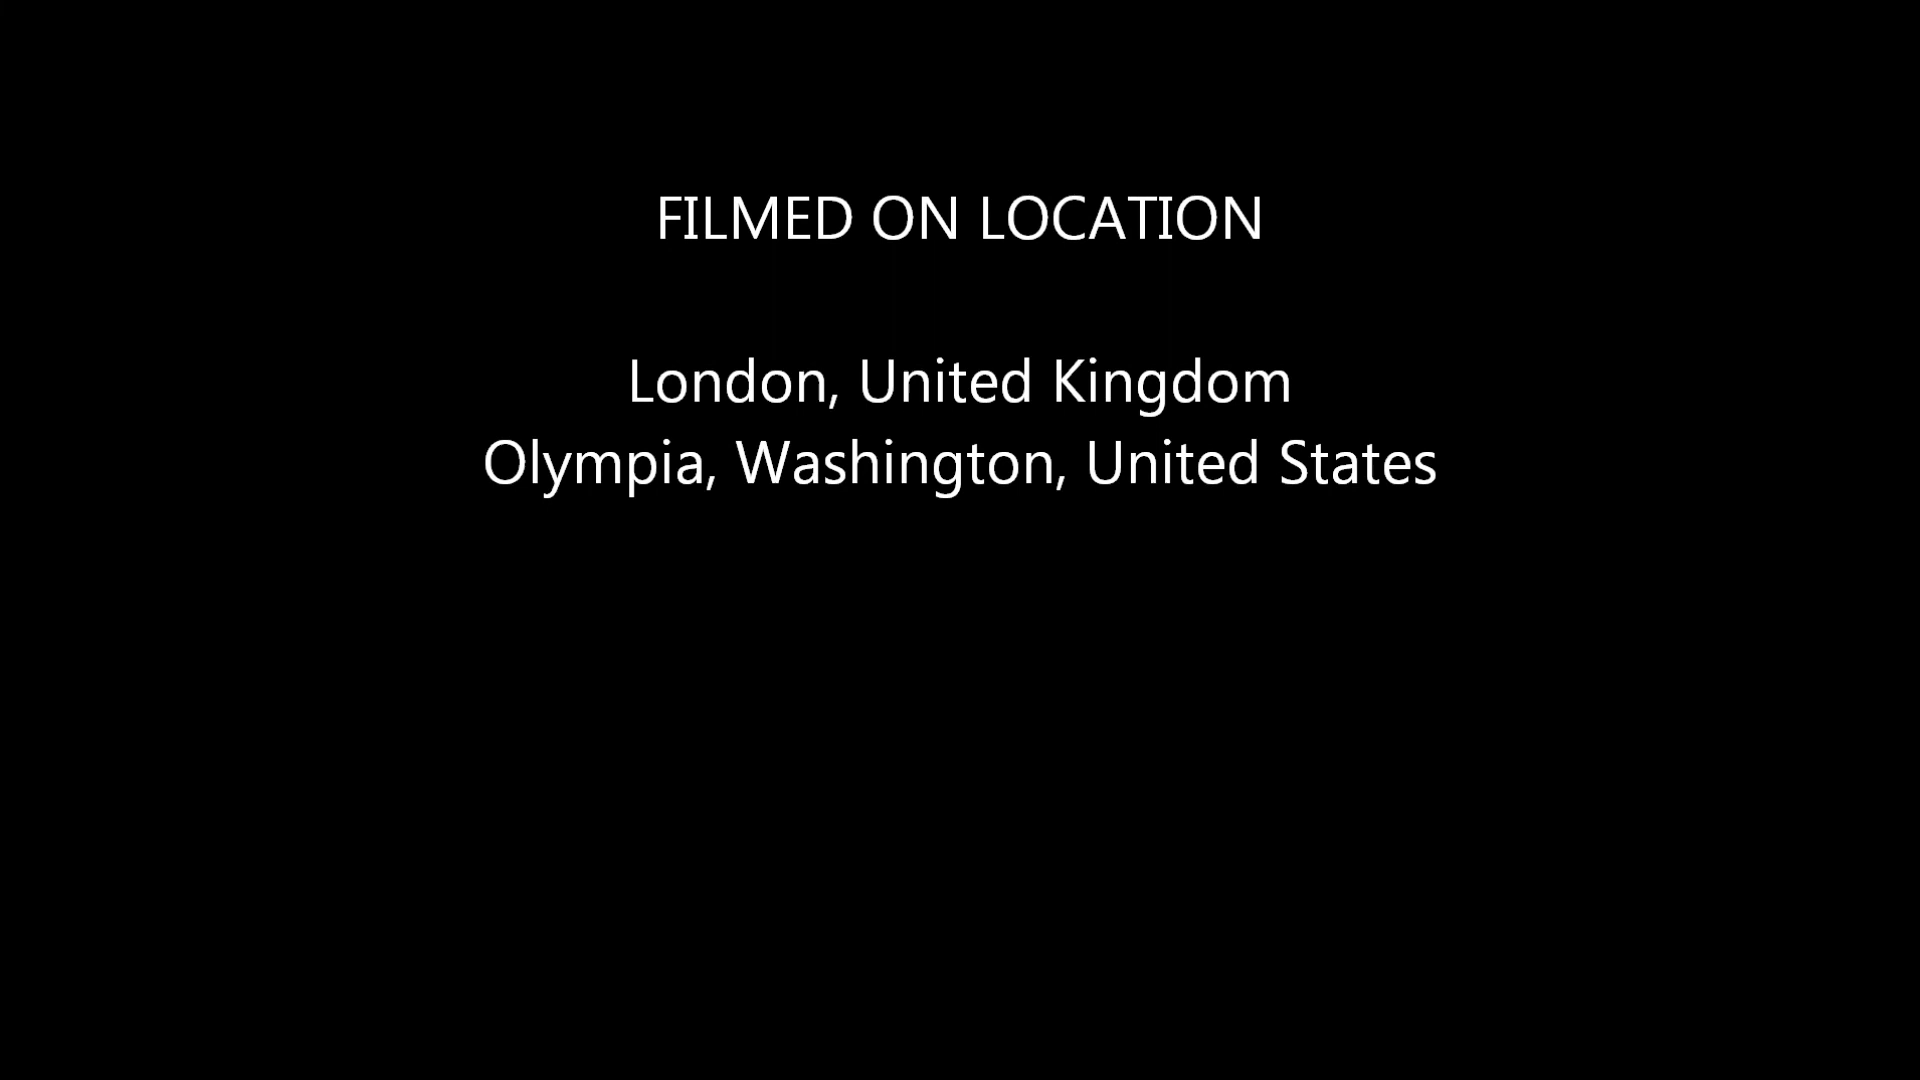 FILMED ON LOCATION
London, United Kingdom
Olympia, Washington, United States